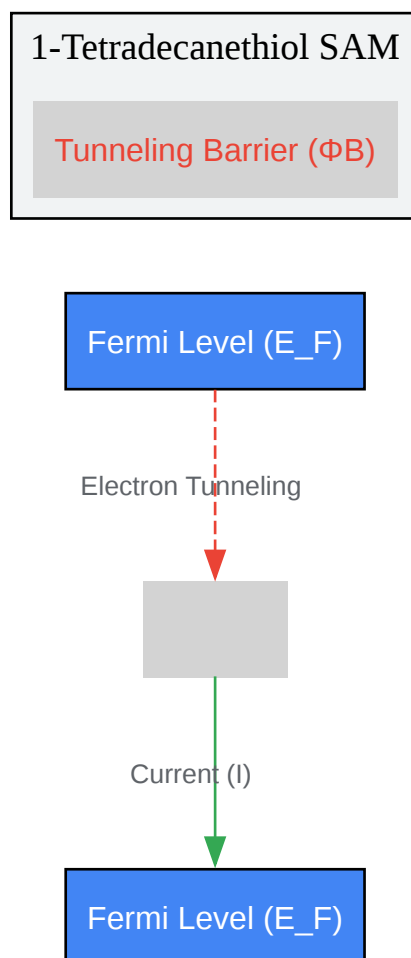 1-Tetradecanethiol SAM
Tunneling Barrier (ΦB)
Fermi Level (E_F)
Electron Tunneling
Current (I)
Fermi Level (E_F)